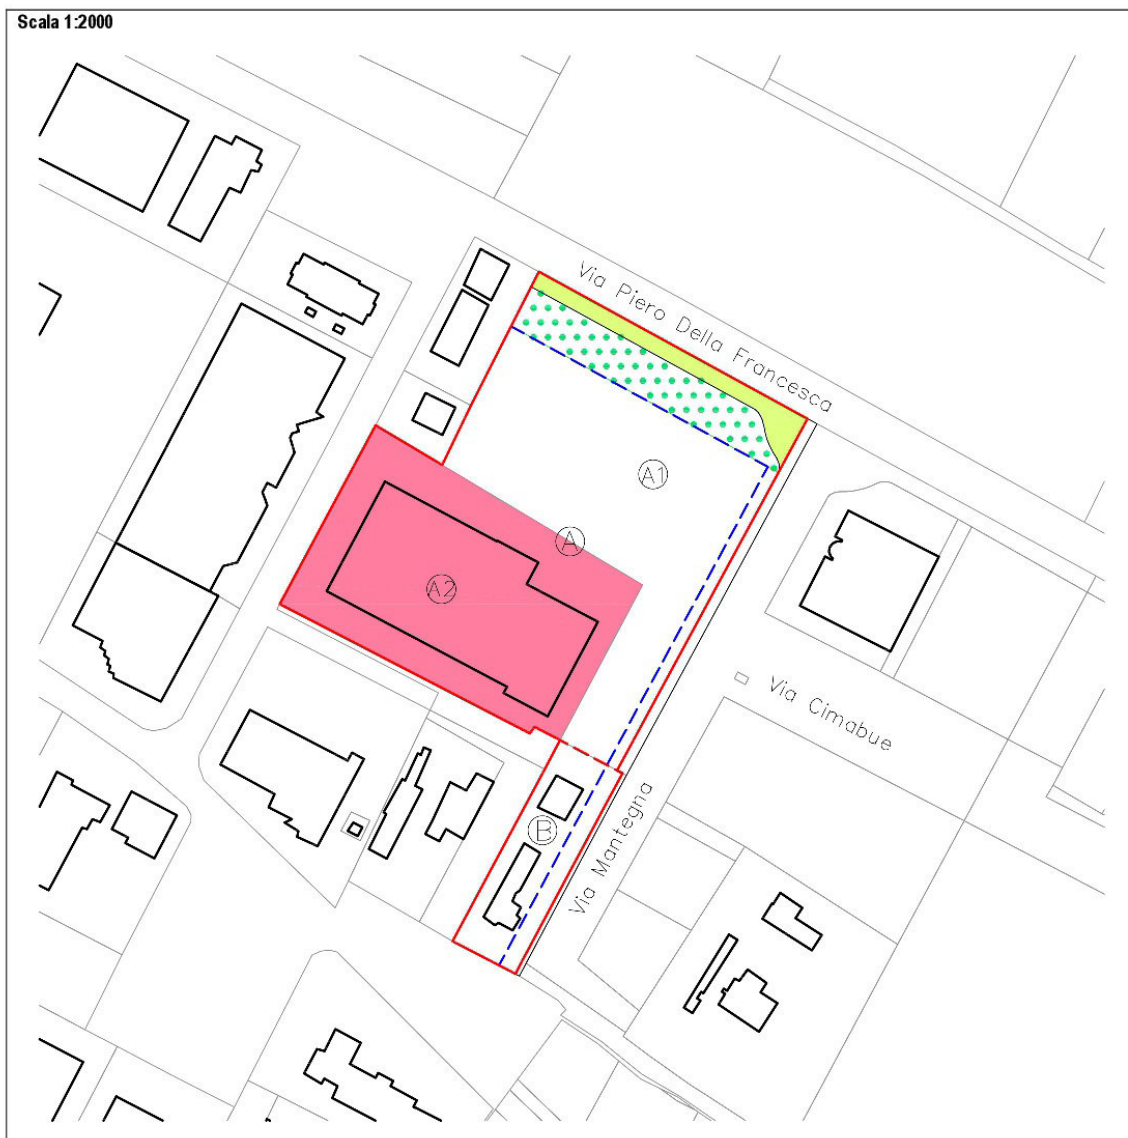 Scala 1:2000
Via Piero Della Francesca
A1
A
A2
Via Cimabue
B
Via Mantegna